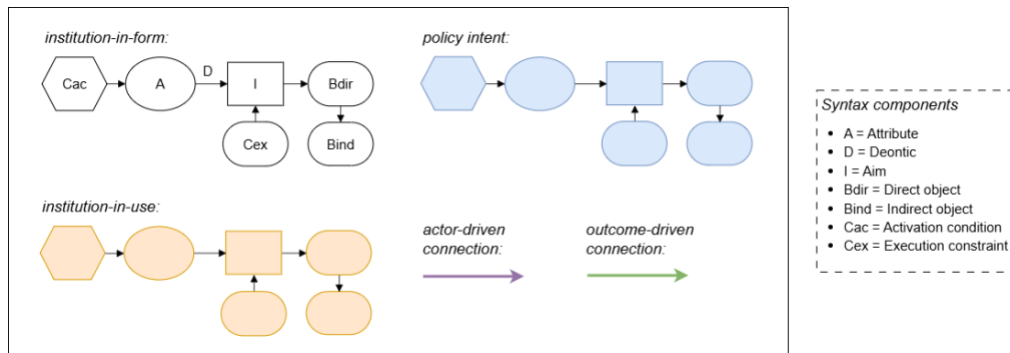 institution-in-form:
Cac
A
D
I
Bdir
Cex
Bind
policy intent:
institution-in-use:
actor-driven
connection:
outcome-driven
connection:
Syntax components
• A = Attribute
• D = Deontic
• I = Aim
• Bdir = Direct object
• Bind = Indirect object
• Cac = Activation condition
• Cex = Execution constraint